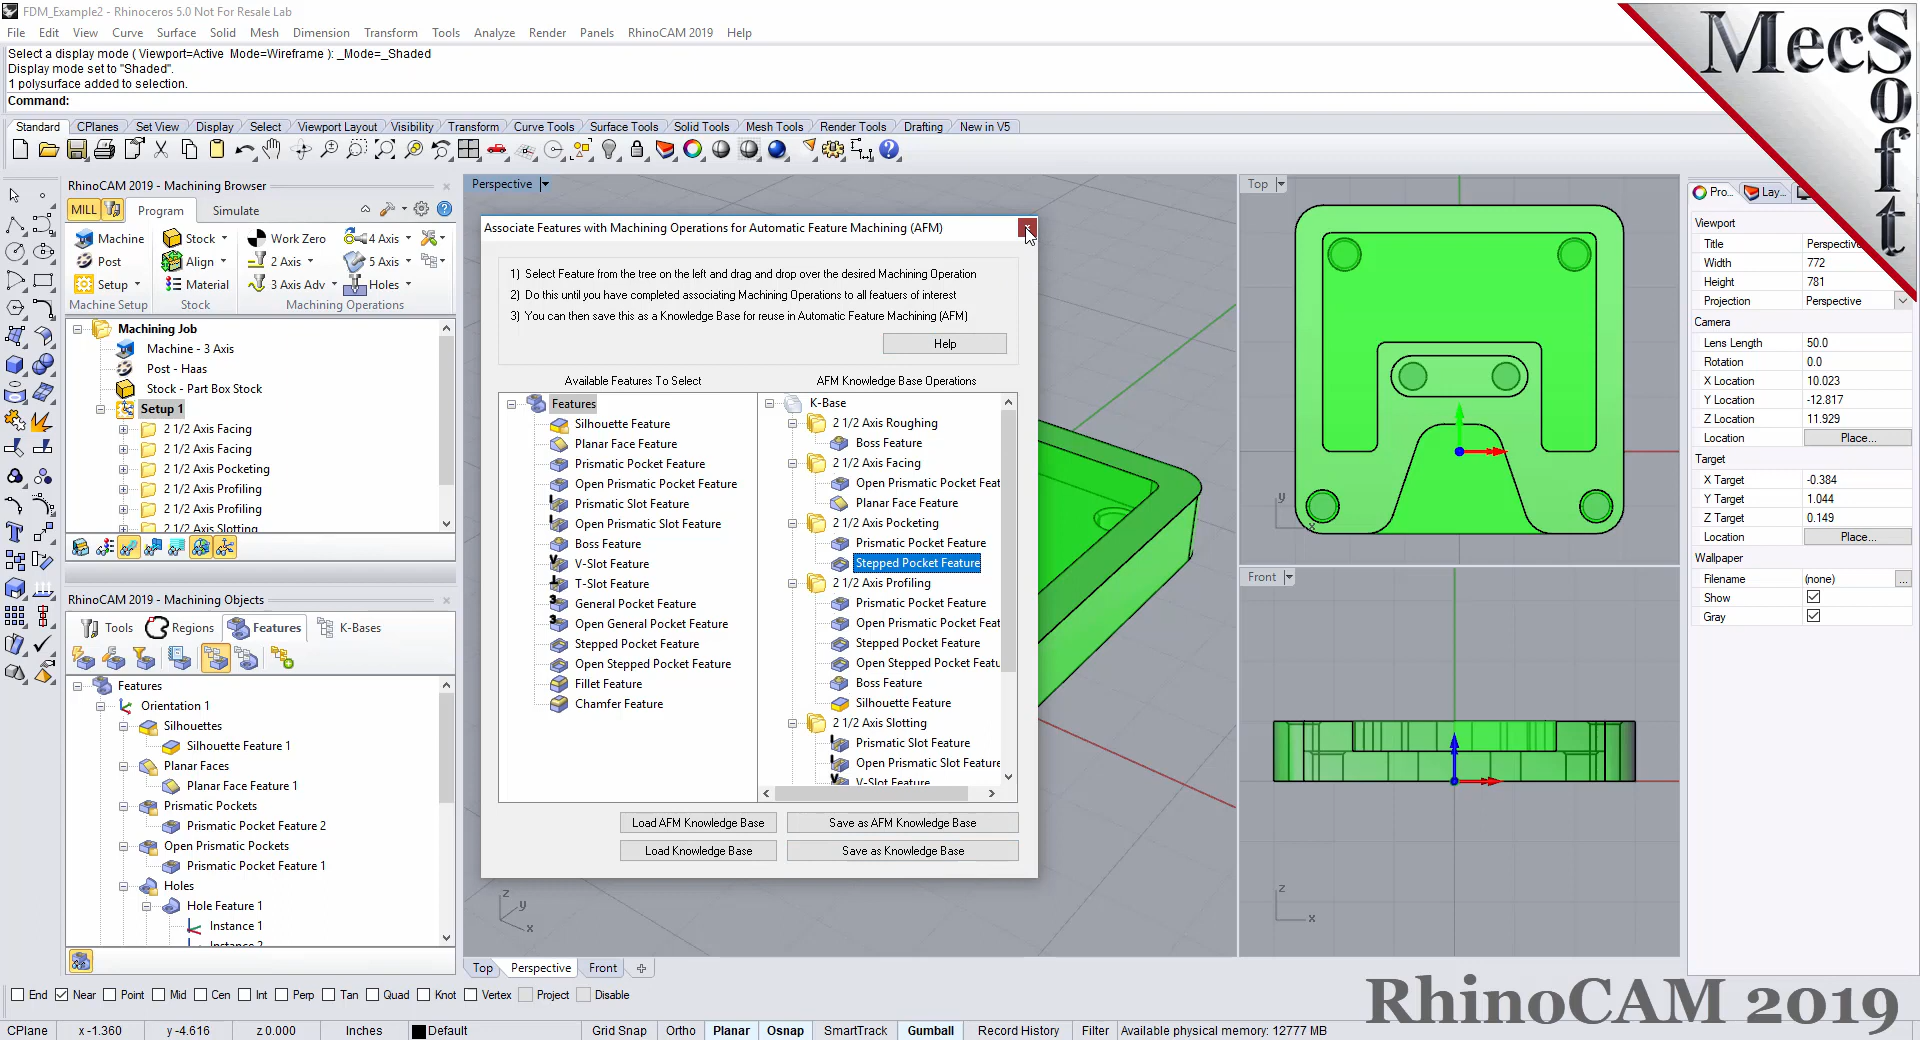 FDM_Example2 - Rhinoceros 5.0 Not For Resale Lab
File Edit View Curve Surface Solid Mesh Dimension Transform Tools Analyze Render Panels RhinoCAM 2019 Help
Select a display mode ( Viewport=Active Mode=Wireframe ): _Mode=_Shaded
Display mode set to "Shaded".
1 polysurface added to selection.
Command:
MecSoft
Standard CPlanes Set View Display Select Viewport Layout Visibility Transform Curve Tools Surface Tools Solid Tools Mesh Tools Render Tools Drafting New in V5
RhinoCAM 2019 - Machining Browser
MILL Program Simulate
Machine Stock Work Zero 4 Axis
Post Align 2 Axis 5 Axis
Setup Material 3 Axis Adv Holes
Machine Setup Stock Machining Operations
Machining Job
Machine - 3 Axis
Post - Haas
Stock - Part Box Stock
Setup 1
2 1/2 Axis Facing
2 1/2 Axis Facing
2 1/2 Axis Pocketing
2 1/2 Axis Profiling
2 1/2 Axis Profiling
2 1/2 Axis Slotting
RhinoCAM 2019 - Machining Objects
Tools Regions Features K-Bases
Features
Orientation 1
Silhouettes
Silhouette Feature 1
Planar Faces
Planar Face Feature 1
Prismatic Pockets
Prismatic Pocket Feature 2
Open Prismatic Pockets
Prismatic Pocket Feature 1
Holes
Hole Feature 1
Instance 1
Instance 2
Perspective
Associate Features with Machining Operations for Automatic Feature Machining (AFM)
1) Select Feature from the tree on the left and drag and drop over the desired Machining Operation
2) Do this until you have completed associating Machining Operations to all featuers of interest
3) You can then save this as a Knowledge Base for reuse in Automatic Feature Machining (AFM)
Help
Available Features To Select
Features
Silhouette Feature
Planar Face Feature
Prismatic Pocket Feature
Open Prismatic Pocket Feature
Prismatic Slot Feature
Open Prismatic Slot Feature
Boss Feature
V-Slot Feature
T-Slot Feature
General Pocket Feature
Open General Pocket Feature
Stepped Pocket Feature
Open Stepped Pocket Feature
Fillet Feature
Chamfer Feature
AFM Knowledge Base Operations
K-Base
2 1/2 Axis Roughing
Boss Feature
2 1/2 Axis Facing
Open Prismatic Pocket Feat
Planar Face Feature
2 1/2 Axis Pocketing
Prismatic Pocket Feature
Stepped Pocket Feature
2 1/2 Axis Profiling
Prismatic Pocket Feature
Open Prismatic Pocket Feat
Stepped Pocket Feature
Open Stepped Pocket Featu
Boss Feature
Silhouette Feature
2 1/2 Axis Slotting
Prismatic Slot Feature
Open Prismatic Slot Feature
V-Slot Feature
Load AFM Knowledge Base Save as AFM Knowledge Base
Load Knowledge Base Save as Knowledge Base
z
y
x
Top
y
x
Front
z
x
Pro... Lay...
Viewport
Title Perspective
Width 772
Height 781
Projection Perspective
Camera
Lens Length 50.0
Rotation 0.0
X Location 10.023
Y Location -12.817
Z Location 11.929
Location Place...
Target
X Target -0.384
Y Target 1.044
Z Target 0.149
Location Place...
Wallpaper
Filename (none) ...
Show
Gray
Top Perspective Front
End Near Point Mid Cen Int Perp Tan Quad Knot Vertex Project Disable
RhinoCAM 2019
CPlane x -1.360 y -4.616 z 0.000 Inches Default Grid Snap Ortho Planar Osnap SmartTrack Gumball Record History Filter Available physical memory: 12777 MB